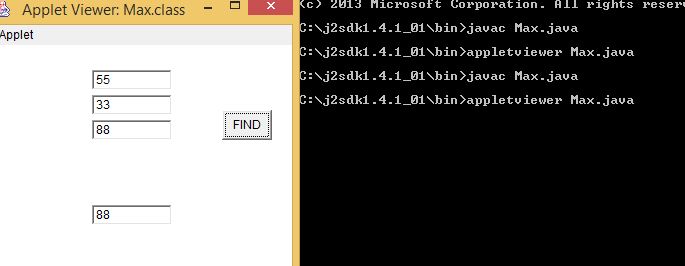 Applet Viewer: Max.class
Applet
55
33
88
FIND
88
(c) 2013 Microsoft Corporation. All rights reser
C:\j2sdk1.4.1_01\bin>javac Max.java
C:\j2sdk1.4.1_01\bin>appletviewer Max.java
C:\j2sdk1.4.1_01\bin>javac Max.java
C:\j2sdk1.4.1_01\bin>appletviewer Max.java